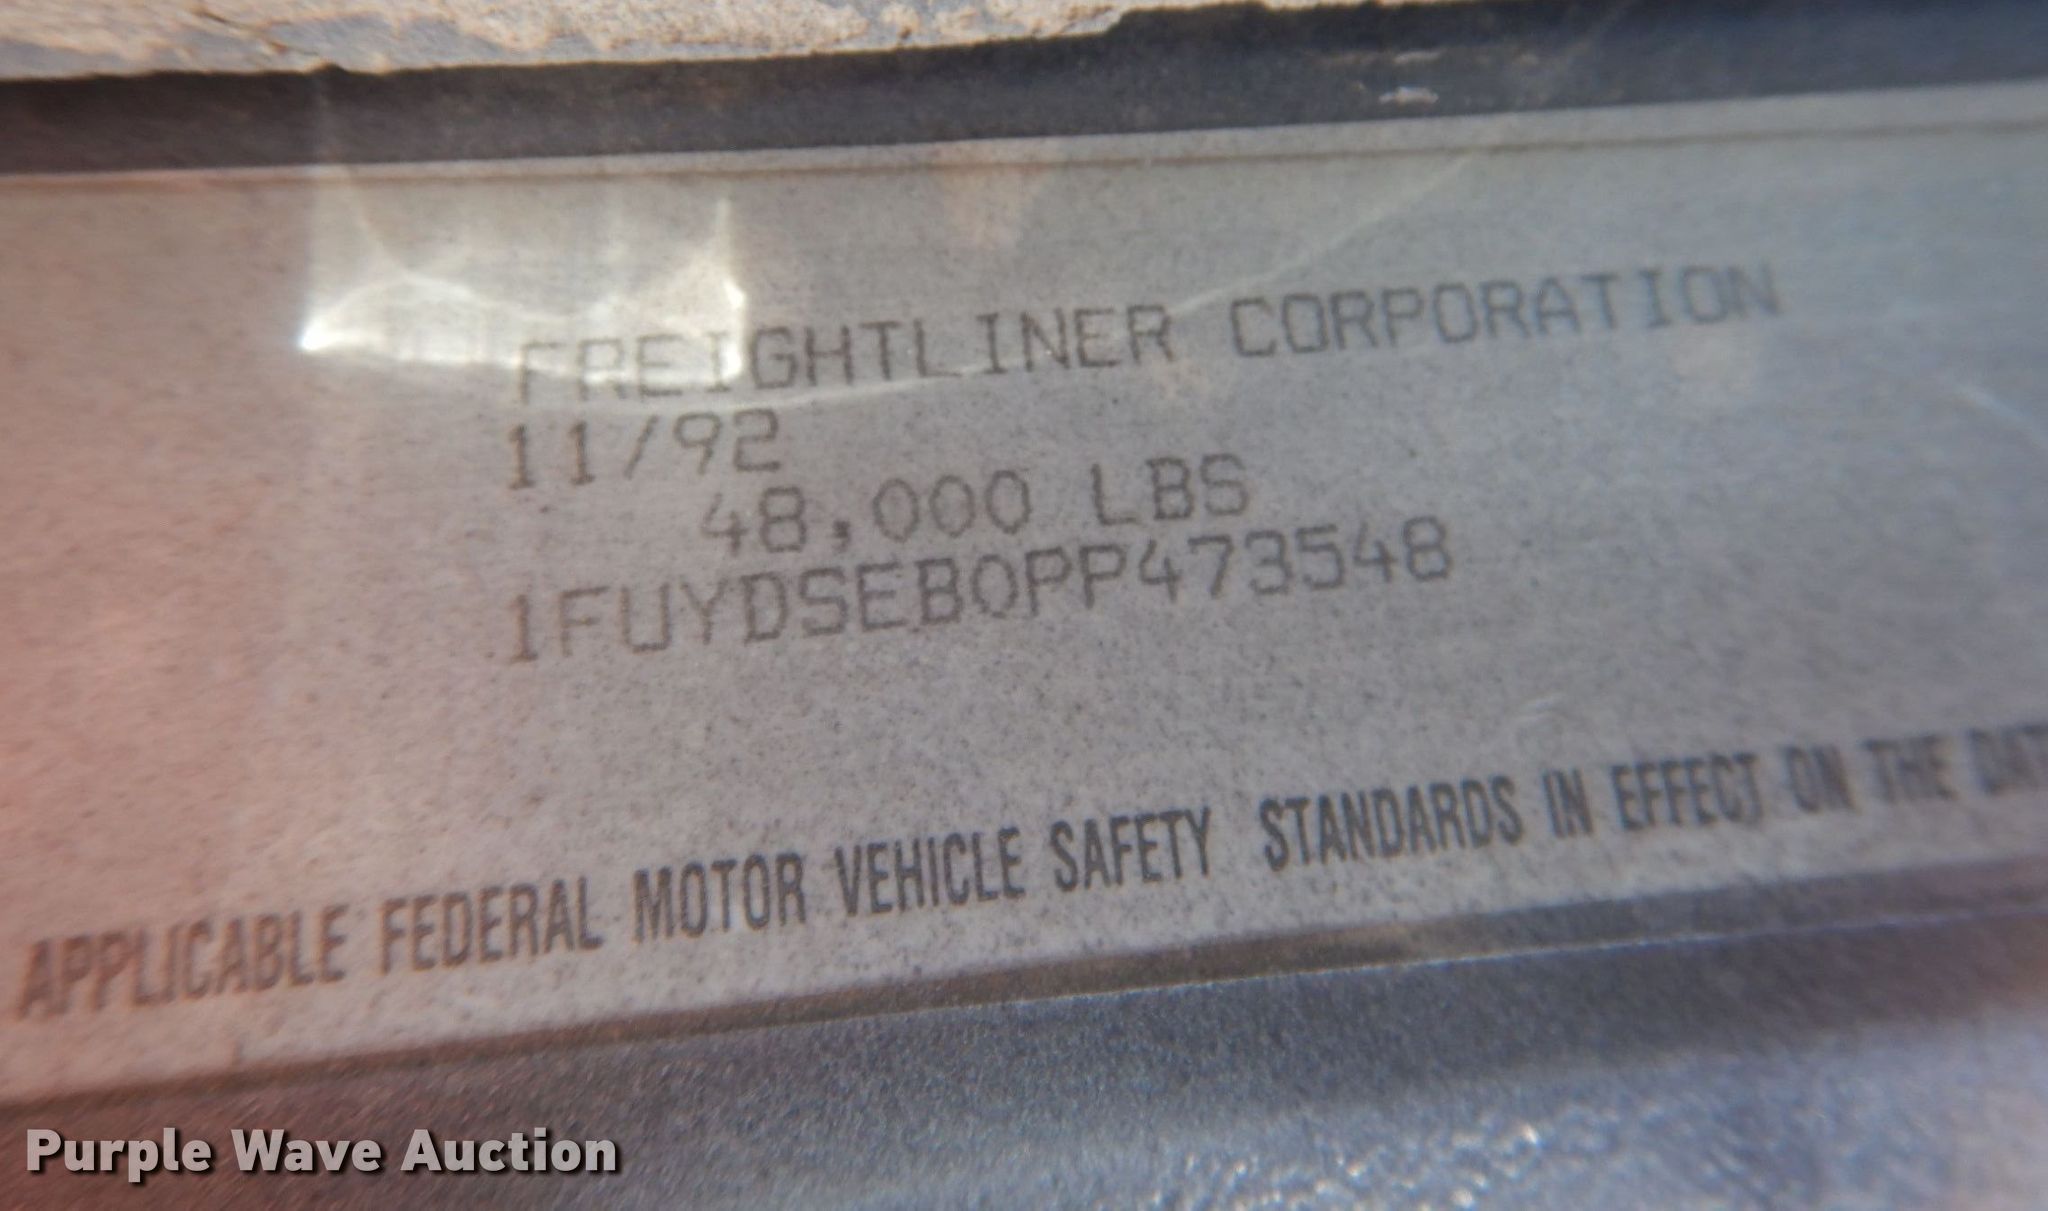 FREIGHTLINER CORPORATION
11/92
48,000 LBS
1FUYDSEB0PP473548
APPLICABLE FEDERAL MOTOR VEHICLE SAFETY STANDARDS IN EFFECT ON THE DAT
Purple Wave Auction